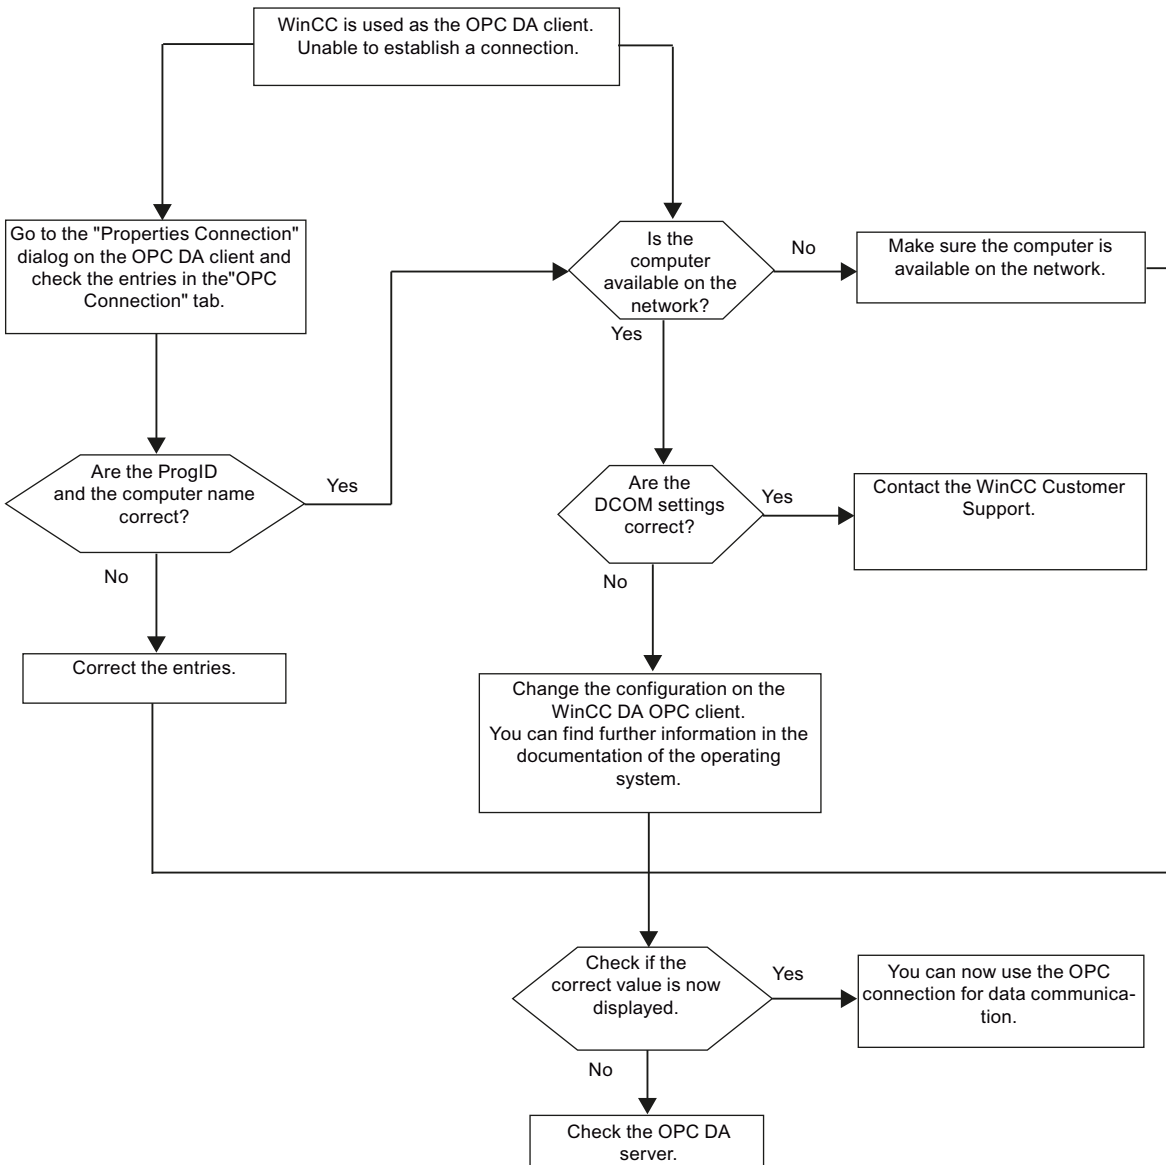 WinCC is used as the OPC DA client.
Unable to establish a connection.
Go to the "Properties Connection"
dialog on the OPC DA client and
check the entries in the"OPC
Connection" tab.
Is the
computer
available on the
network?
No
Make sure the computer is
available on the network.
Yes
Are the ProgID
and the computer name
correct?
Yes
Are the
DCOM settings
correct?
Yes
Contact the WinCC Customer
Support.
No
No
Correct the entries.
Change the configuration on the
WinCC DA OPC client.
You can find further information in the
documentation of the operating
system.
Check if the
correct value is now
displayed.
Yes
You can now use the OPC
connection for data communica-
tion.
No
Check the OPC DA
server.